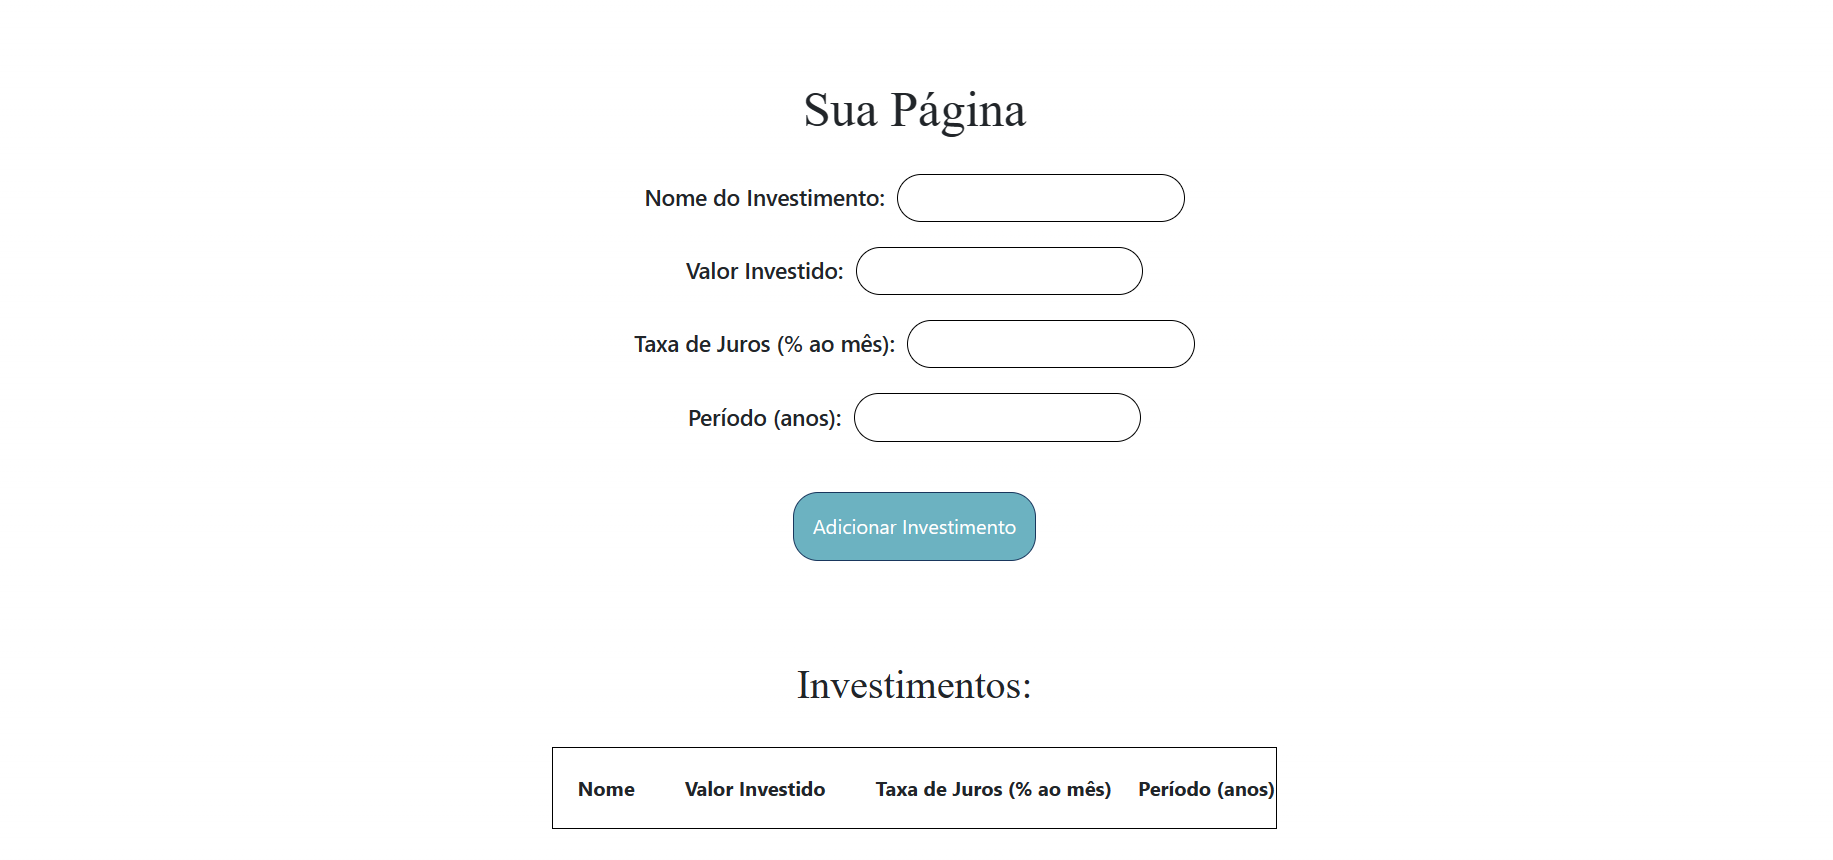 Sua Página
Nome do Investimento:
Valor Investido:
Taxa de Juros (% ao mês):
Período (anos):
Adicionar Investimento
Investimentos:
Nome Valor Investido Taxa de Juros (% ao mês) Período (anos)